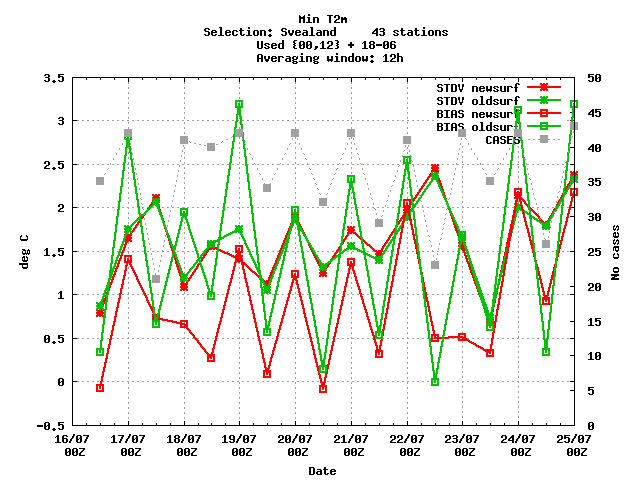 Min T2m
Selection: Svealand 43 stations
Used {00,12} + 18-06
Averaging window: 12h
STDV newsurf
STDV oldsurf
BIAS newsurf
BIAS oldsurf
CASES
3.5
3
2.5
2
1.5
1
0.5
0
-0.5
deg C
50
45
40
35
30
25
20
15
10
5
0
No cases
16/07 17/07 18/07 19/07 20/07 21/07 22/07 23/07 24/07 25/07
00Z 00Z 00Z 00Z 00Z 00Z 00Z 00Z 00Z 00Z
Date